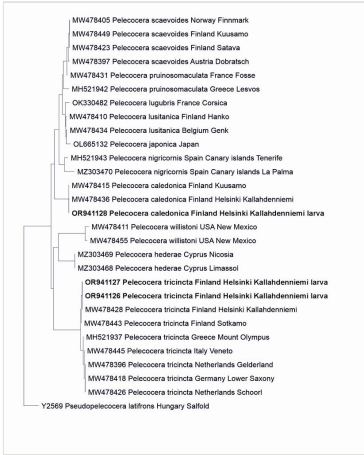 MW478405 Pelecocera scaevoides Norway Finnmark
MW478449 Pelecocera scaevoides Finland Kuusamo
MW478423 Pelecocera scaevoides Finland Satava
MW478397 Pelecocera scaevoides Austria Dobratsch
MW478431 Pelecocera pruinosomaculata France Fosse
MH521942 Pelecocera pruinosomaculata Greece Lesvos
OK330482 Pelecocera lugubris France Corsica
MW478410 Pelecocera lusitanica Finland Hanko
MW478434 Pelecocera lusitanica Belgium Genk
OL665132 Pelecocera japonica Japan
MH521943 Pelecocera nigricornis Spain Canary islands Tenerife
MZ303470 Pelecocera nigricornis Spain Canary islands La Palma
MW478415 Pelecocera caledonica Finland Kuusamo
MW478436 Pelecocera caledonica Finland Helsinki Kallahdenniemi
OR941128 Pelecocera caledonica Finland Helsinki Kallahdenniemi larva
MW478411 Pelecocera willistoni USA New Mexico
MW478455 Pelecocera willistoni USA New Mexico
MZ303469 Pelecocera hederae Cyprus Nicosia
MZ303468 Pelecocera hederae Cyprus Limassol
OR941127 Pelecocera tricincta Finland Helsinki Kallahdenniemi larva
OR941126 Pelecocera tricincta Finland Helsinki Kallahdenniemi larva
MW478428 Pelecocera tricincta Finland Helsinki Kallahdenniemi
MW478443 Pelecocera tricincta Finland Sotkamo
MH521937 Pelecocera tricincta Greece Mount Olympus
MW478445 Pelecocera tricincta Italy Veneto
MW478396 Pelecocera tricincta Netherlands Gelderland
MW478418 Pelecocera tricincta Germany Lower Saxony
MW478426 Pelecocera tricincta Netherlands Schoorl
Y2569 Pseudopelecocera latifrons Hungary Salfold